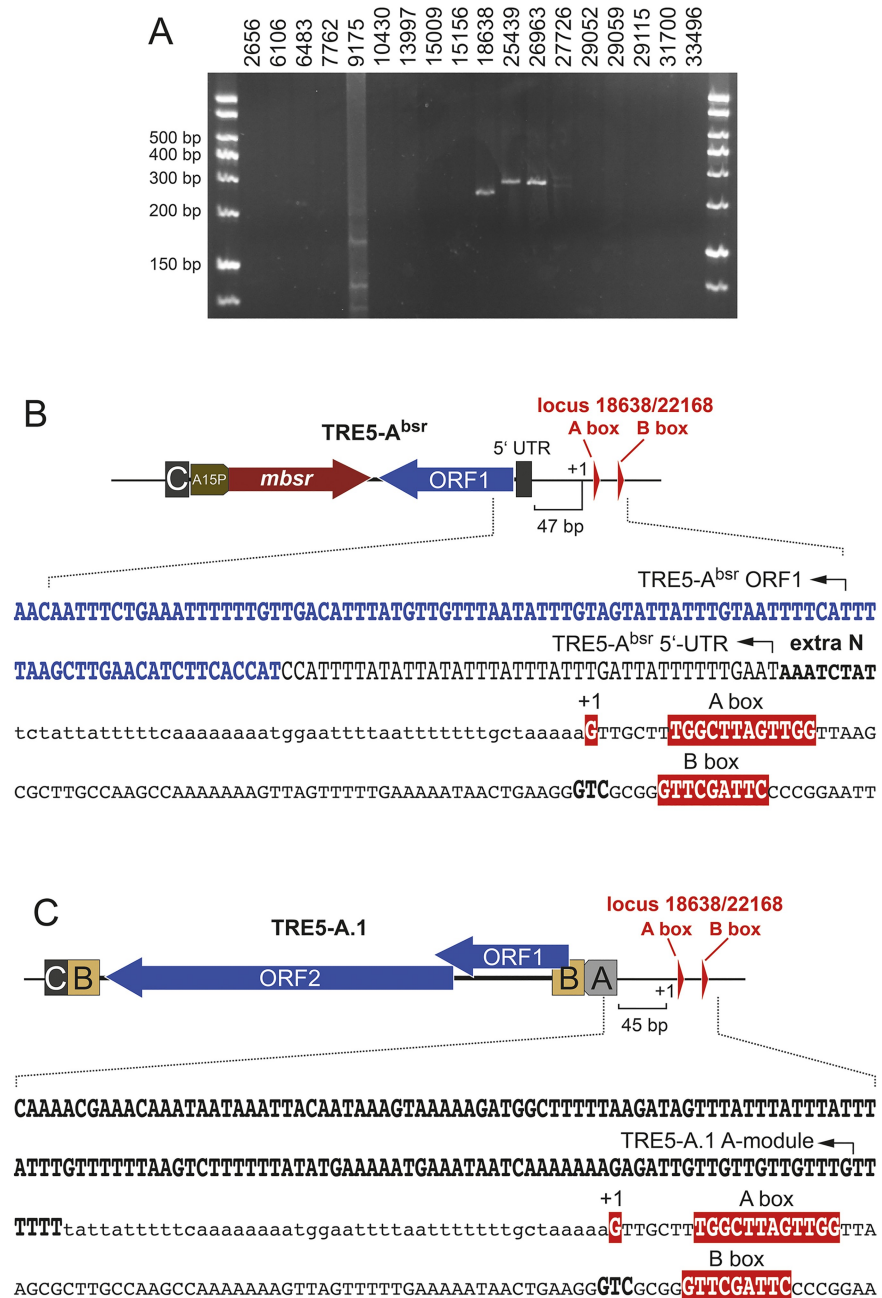 A
2656
6106
6483
7762
9175
10430
13997
15009
15156
18638
25439
26963
27726
29052
29059
29115
31700
33496
500 bp
400 bp
300 bp
200 bp
150 bp
B
locus 18638/22168
TRE5-Absr
A box B box
5‘ UTR
+1
C A15P mbsr ORF1
47 bp
TRE5-Absr ORF1
AACAATTTCTGAAATTTTTTGTTGACATTTATGTTGTTTAATATTTGTAGTATTATTTGTAATTTTCATTT
TRE5-Absr 5‘-UTR extra N
TAAGCTTGAACATCTTCACCATCCATTTTATATTATATTTATTTATTTGATTATTTTTTGAATAAATCTAT
+1 A box
tctattatttttcaaaaaaaatggaattttaatttttttgctaaaaaGTTGCTTTGGCTTAGTTGGTTAAG
B box
CGCTTGCCAAGCCAAAAAAAGTTAGTTTTTGAAAAATAACTGAAGGGTCGCGGGTTCGATTCCCCGGAATT
C
locus 18638/22168
TRE5-A.1
A box B box
ORF1
C B ORF2 B A
+1
45 bp
CAAAACGAAACAAATAATAAATTACAATAAAGTAAAAAGATGGCTTTTTAAGATAGTTTATTTATTTATTT
TRE5-A.1 A-module
ATTTGTTTTTTAAGTCTTTTTTATATGAAAAATGAAATAATCAAAAAAAGAGATTGTTGTTGTTGTTTGTT
+1 A box
TTTTtattatttttcaaaaaaaatggaattttaatttttttgctaaaaaGTTGCTTTGGCTTAGTTGGTTA
B box
AGCGCTTGCCAAGCCAAAAAAAGTTAGTTTTTGAAAAATAACTGAAGGGTCGCGGGTTCGATTCCCCGGAA